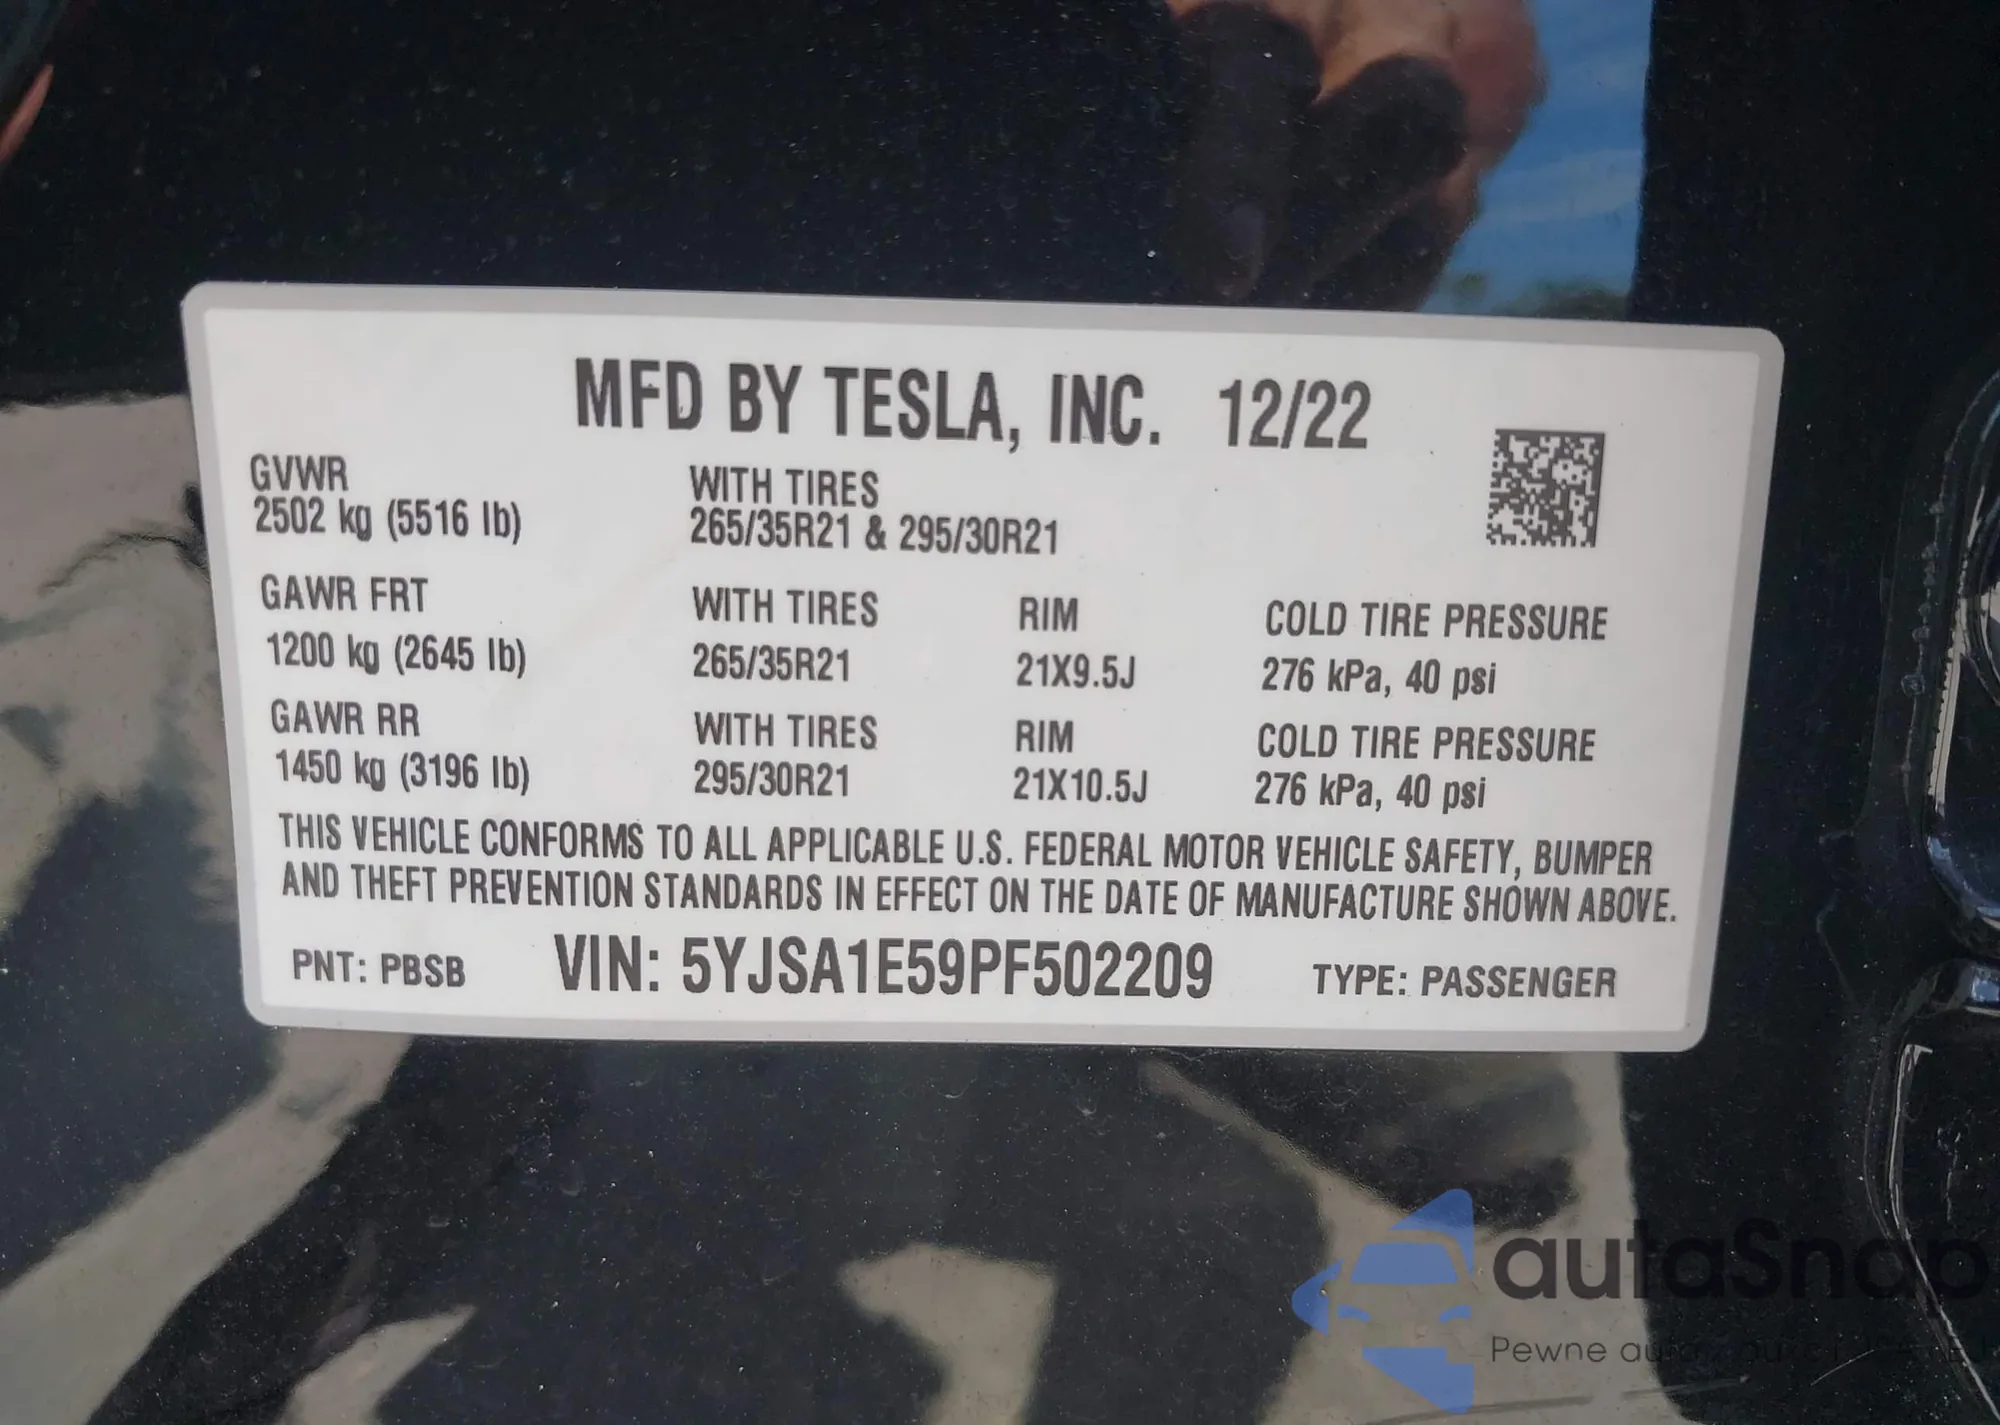 MFD BY TESLA, INC. 12/22
GVWR WITH TIRES
2502 kg (5516 lb) 265/35R21 & 295/30R21
GAWR FRT WITH TIRES RIM COLD TIRE PRESSURE
1200 kg (2645 lb) 265/35R21 21X9.5J 276 kPa, 40 psi
GAWR RR WITH TIRES RIM COLD TIRE PRESSURE
1450 kg (3196 lb) 295/30R21 21X10.5J 276 kPa, 40 psi
THIS VEHICLE CONFORMS TO ALL APPLICABLE U.S. FEDERAL MOTOR VEHICLE SAFETY, BUMPER
AND THEFT PREVENTION STANDARDS IN EFFECT ON THE DATE OF MANUFACTURE SHOWN ABOVE.
PNT: PBSB VIN: 5YJSA1E59PF502209 TYPE: PASSENGER
autaSnap
Pewne